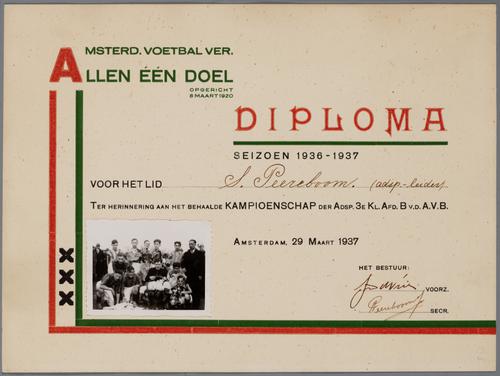 AMSTERD. VOETBAL VER.
ALLEN ÉÉN DOEL
OPGERICHT
8 MAART 1920
DIPLOMA
SEIZOEN 1936-1937
VOOR HET LID S. Peereboom. (adsp.-leider)
TER HERINNERING AAN HET BEHAALDE KAMPIOENSCHAP DER ADSP. 3E KL. AFD. B V.D. A.V.B.
AMSTERDAM, 29 MAART 1937
HET BESTUUR:
VOORZ.
Peereboom
SECR.